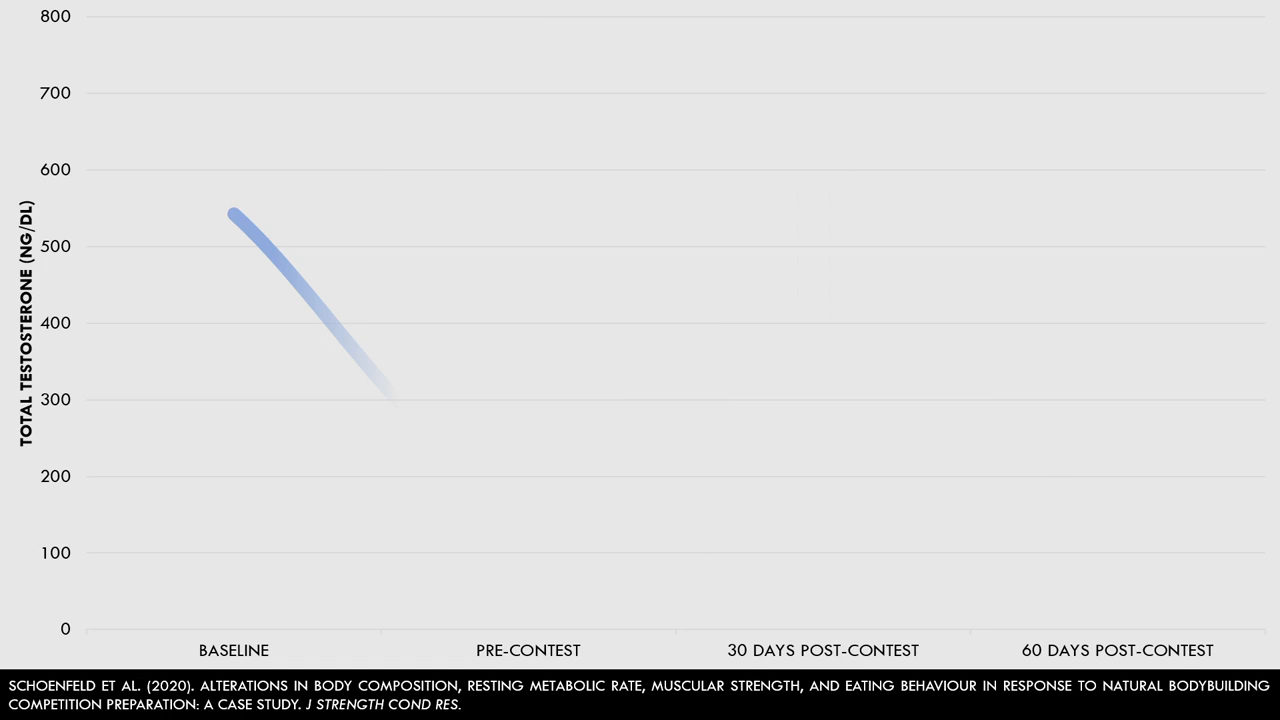 800
700
600
500
400
300
200
100
0
TOTAL TESTOSTERONE (NG/DL)
BASELINE PRE-CONTEST 30 DAYS POST-CONTEST 60 DAYS POST-CONTEST
SCHOENFELD ET AL. (2020). ALTERATIONS IN BODY COMPOSITION, RESTING METABOLIC RATE, MUSCULAR STRENGTH, AND EATING BEHAVIOUR IN RESPONSE TO NATURAL BODYBUILDING
COMPETITION PREPARATION: A CASE STUDY. J STRENGTH COND RES.